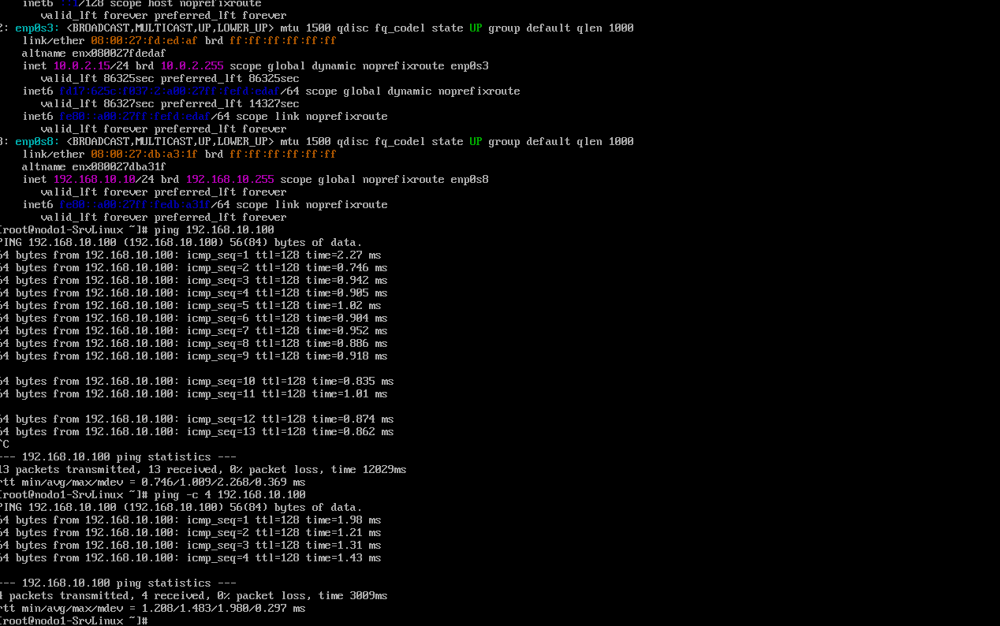 inet6 ::1/128 scope host noprefixroute
valid_lft forever preferred_lft forever
2: enp0s3: <BROADCAST,MULTICAST,UP,LOWER_UP> mtu 1500 qdisc fq_codel state UP group default qlen 1000
link/ether 08:00:27:fd:ed:af brd ff:ff:ff:ff:ff:ff
altname enx080027fdedaf
inet 10.0.2.15/24 brd 10.0.2.255 scope global dynamic noprefixroute enp0s3
valid_lft 86325sec preferred_lft 86325sec
inet6 fd17:625c:f037:2:a00:27ff:fefd:edaf/64 scope global dynamic noprefixroute
valid_lft 86327sec preferred_lft 14327sec
inet6 fe80::a00:27ff:fefd:edaf/64 scope link noprefixroute
valid_lft forever preferred_lft forever
3: enp0s8: <BROADCAST,MULTICAST,UP,LOWER_UP> mtu 1500 qdisc fq_codel state UP group default qlen 1000
link/ether 08:00:27:db:a3:1f brd ff:ff:ff:ff:ff:ff
altname enx080027dba31f
inet 192.168.10.10/24 brd 192.168.10.255 scope global noprefixroute enp0s8
valid_lft forever preferred_lft forever
inet6 fe80::a00:27ff:fedb:a31f/64 scope link noprefixroute
valid_lft forever preferred_lft forever
[root@nodo1-SrvLinux ~]# ping 192.168.10.100
PING 192.168.10.100 (192.168.10.100) 56(84) bytes of data.
64 bytes from 192.168.10.100: icmp_seq=1 ttl=128 time=2.27 ms
64 bytes from 192.168.10.100: icmp_seq=2 ttl=128 time=0.746 ms
64 bytes from 192.168.10.100: icmp_seq=3 ttl=128 time=0.942 ms
64 bytes from 192.168.10.100: icmp_seq=4 ttl=128 time=0.905 ms
64 bytes from 192.168.10.100: icmp_seq=5 ttl=128 time=1.02 ms
64 bytes from 192.168.10.100: icmp_seq=6 ttl=128 time=0.904 ms
64 bytes from 192.168.10.100: icmp_seq=7 ttl=128 time=0.952 ms
64 bytes from 192.168.10.100: icmp_seq=8 ttl=128 time=0.886 ms
64 bytes from 192.168.10.100: icmp_seq=9 ttl=128 time=0.918 ms
64 bytes from 192.168.10.100: icmp_seq=10 ttl=128 time=0.835 ms
64 bytes from 192.168.10.100: icmp_seq=11 ttl=128 time=1.01 ms
64 bytes from 192.168.10.100: icmp_seq=12 ttl=128 time=0.874 ms
64 bytes from 192.168.10.100: icmp_seq=13 ttl=128 time=0.862 ms
^C
--- 192.168.10.100 ping statistics ---
13 packets transmitted, 13 received, 0% packet loss, time 12029ms
rtt min/avg/max/mdev = 0.746/1.009/2.268/0.369 ms
[root@nodo1-SrvLinux ~]# ping -c 4 192.168.10.100
PING 192.168.10.100 (192.168.10.100) 56(84) bytes of data.
64 bytes from 192.168.10.100: icmp_seq=1 ttl=128 time=1.98 ms
64 bytes from 192.168.10.100: icmp_seq=2 ttl=128 time=1.21 ms
64 bytes from 192.168.10.100: icmp_seq=3 ttl=128 time=1.31 ms
64 bytes from 192.168.10.100: icmp_seq=4 ttl=128 time=1.43 ms
--- 192.168.10.100 ping statistics ---
4 packets transmitted, 4 received, 0% packet loss, time 3009ms
rtt min/avg/max/mdev = 1.208/1.483/1.980/0.297 ms
[root@nodo1-SrvLinux ~]#